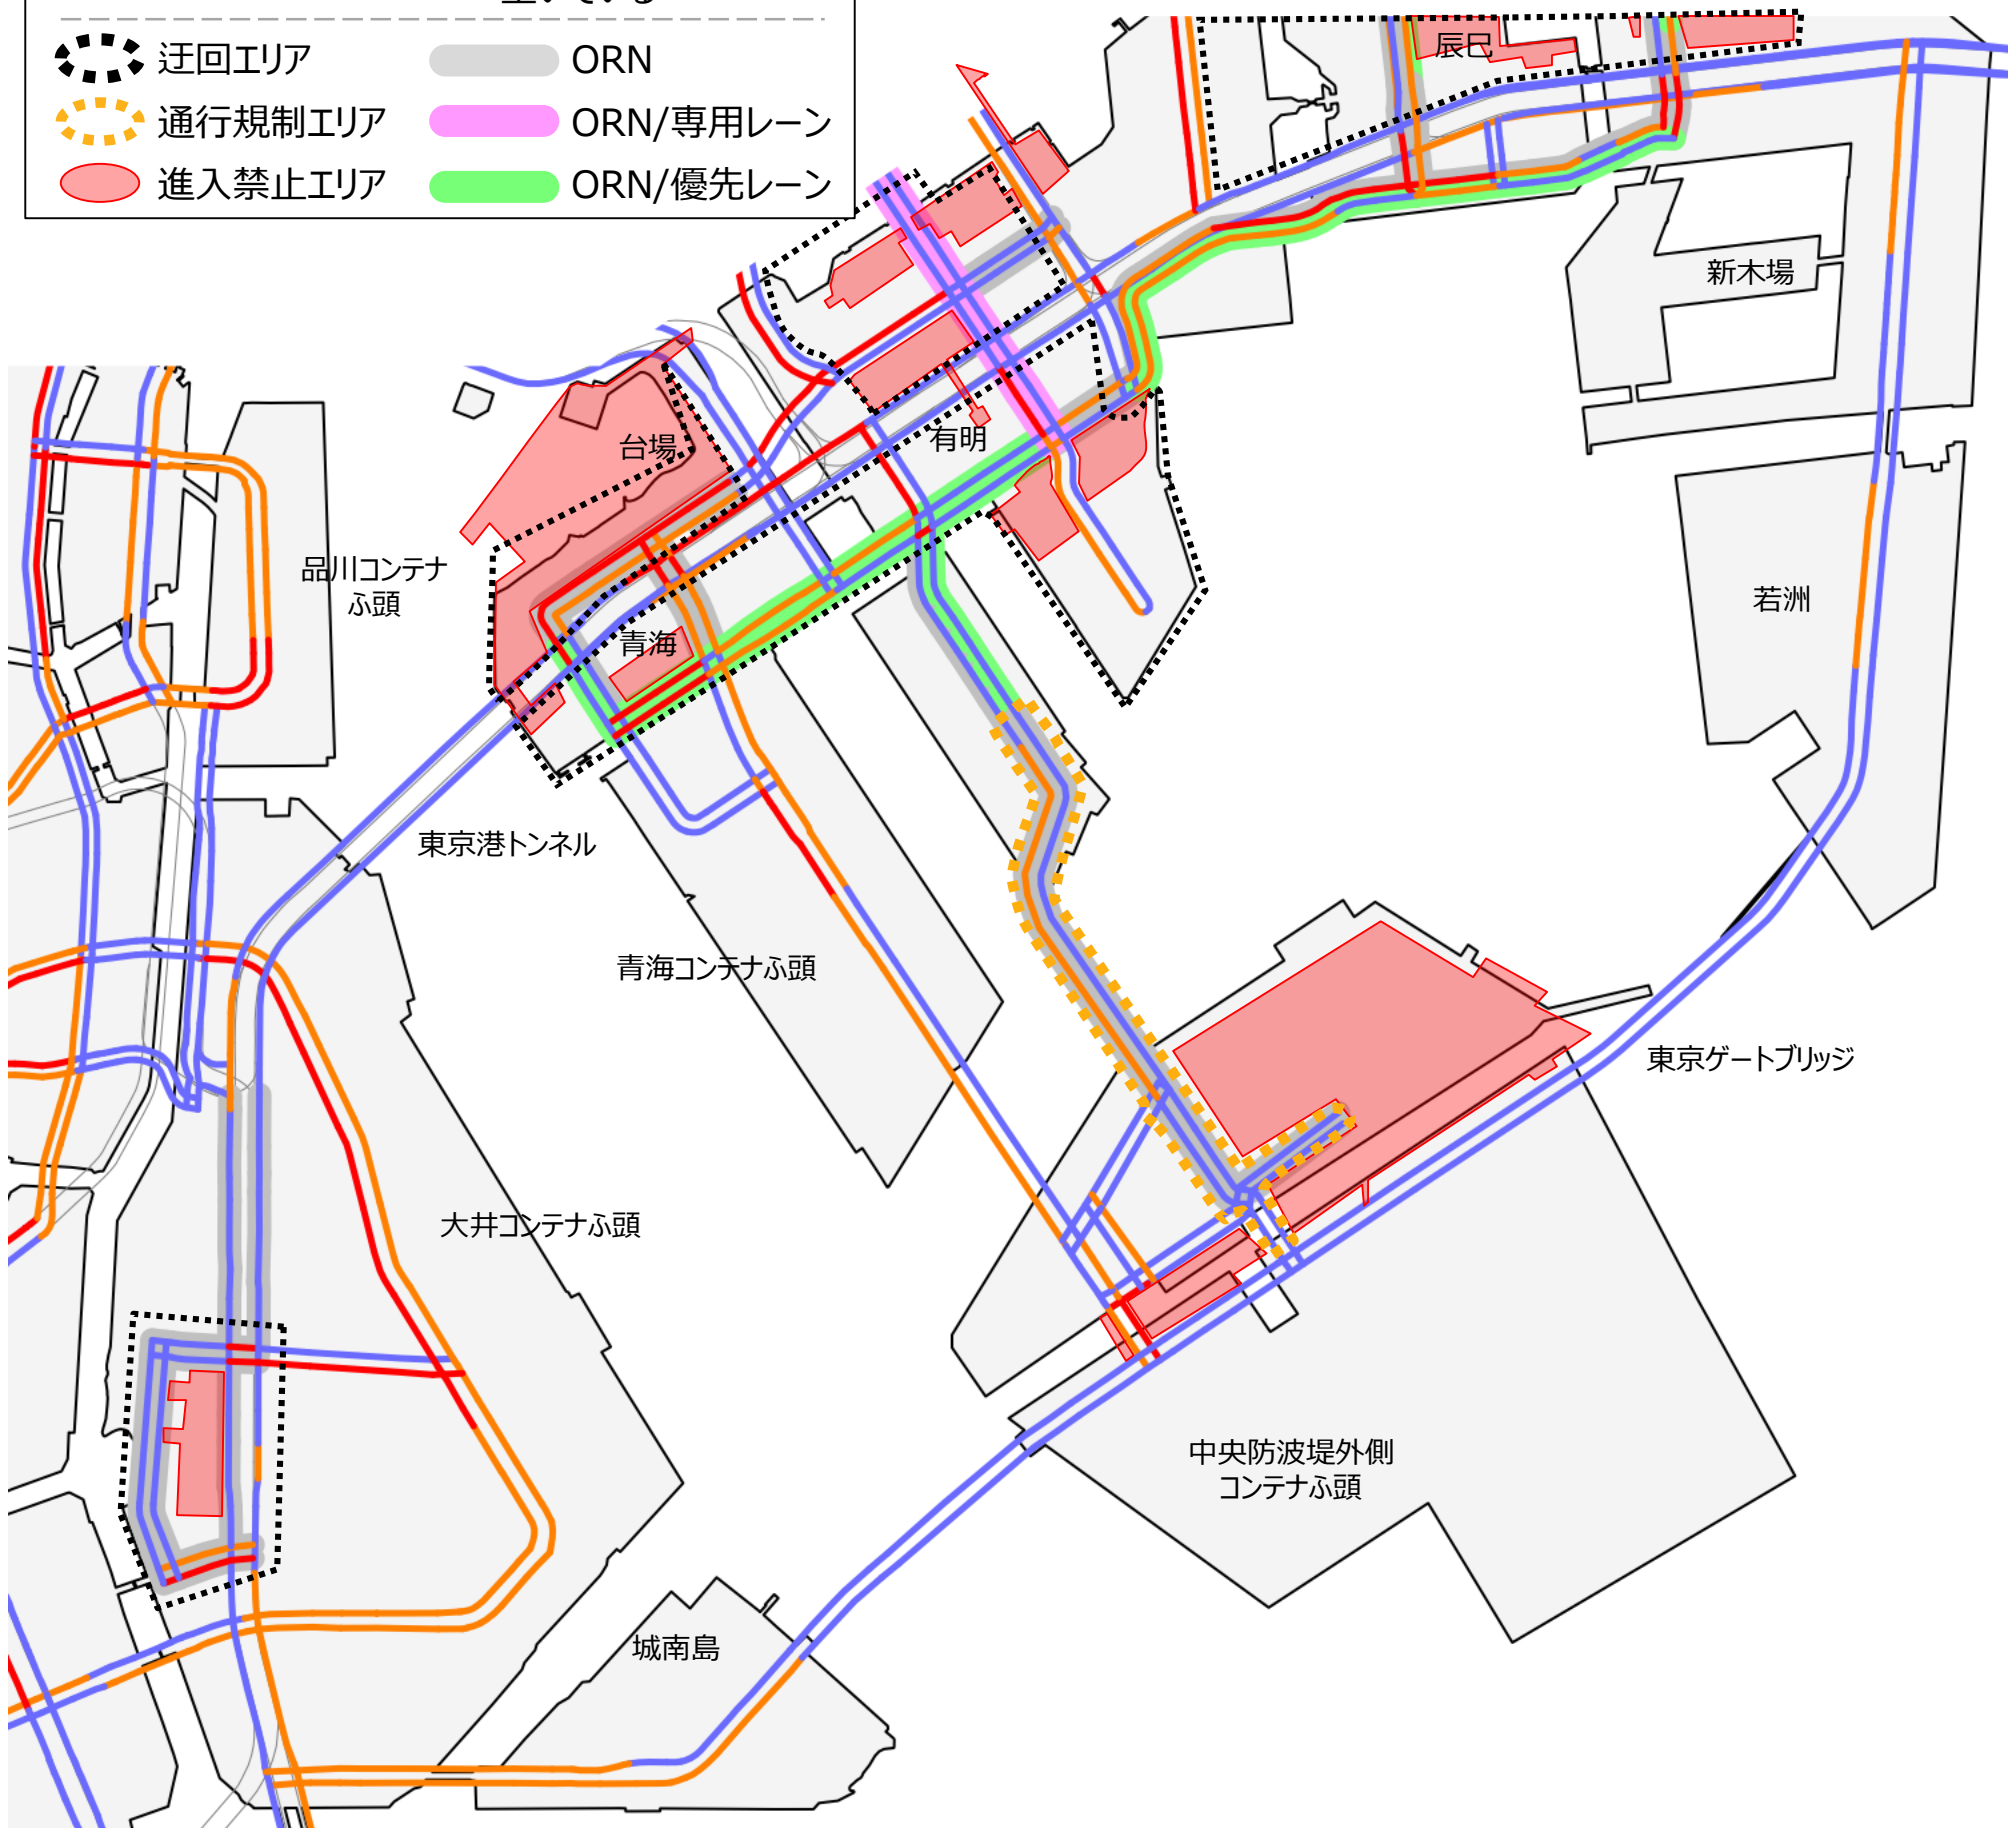 空いている
迂回エリア
ORN
通行規制エリア
ORN/専用レーン
進入禁止エリア
ORN/優先レーン
辰巳
新木場
有明
台場
品川コンテナ
ふ頭
若洲
青海
東京港トンネル
青海コンテナふ頭
東京ゲートブリッジ
大井コンテナふ頭
中央防波堤外側
コンテナふ頭
城南島